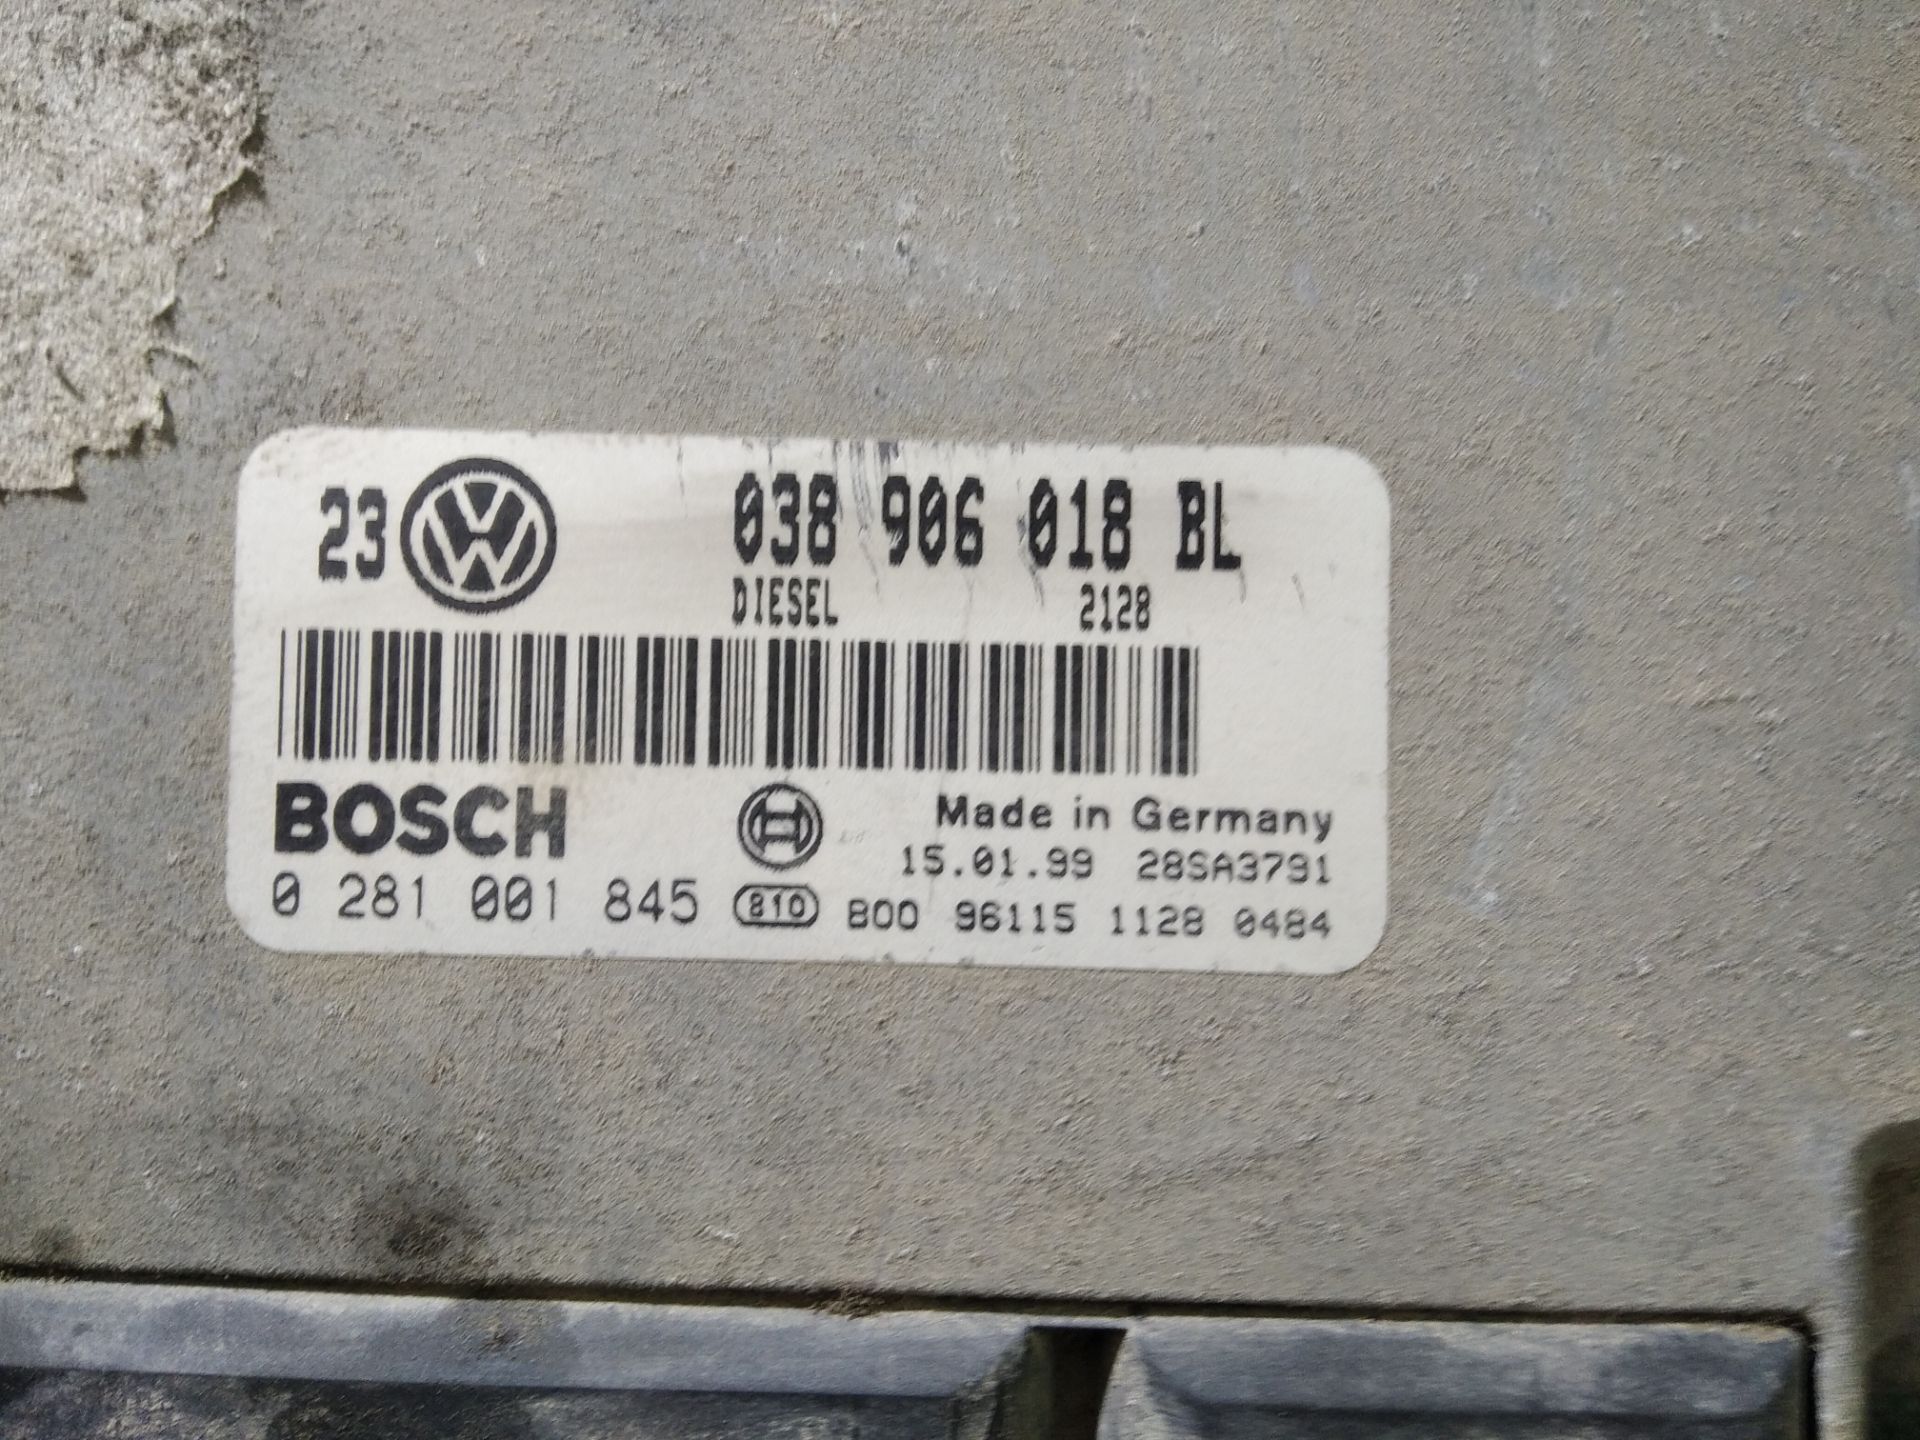 23 038 906 018 BL
DIESEL 2128
BOSCH
Made in Germany
15.01.99 28SA3791
0 281 001 845 810 800 96115 1128 0484